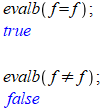 evalb(f=f);
true
evalb(f≠f);
false